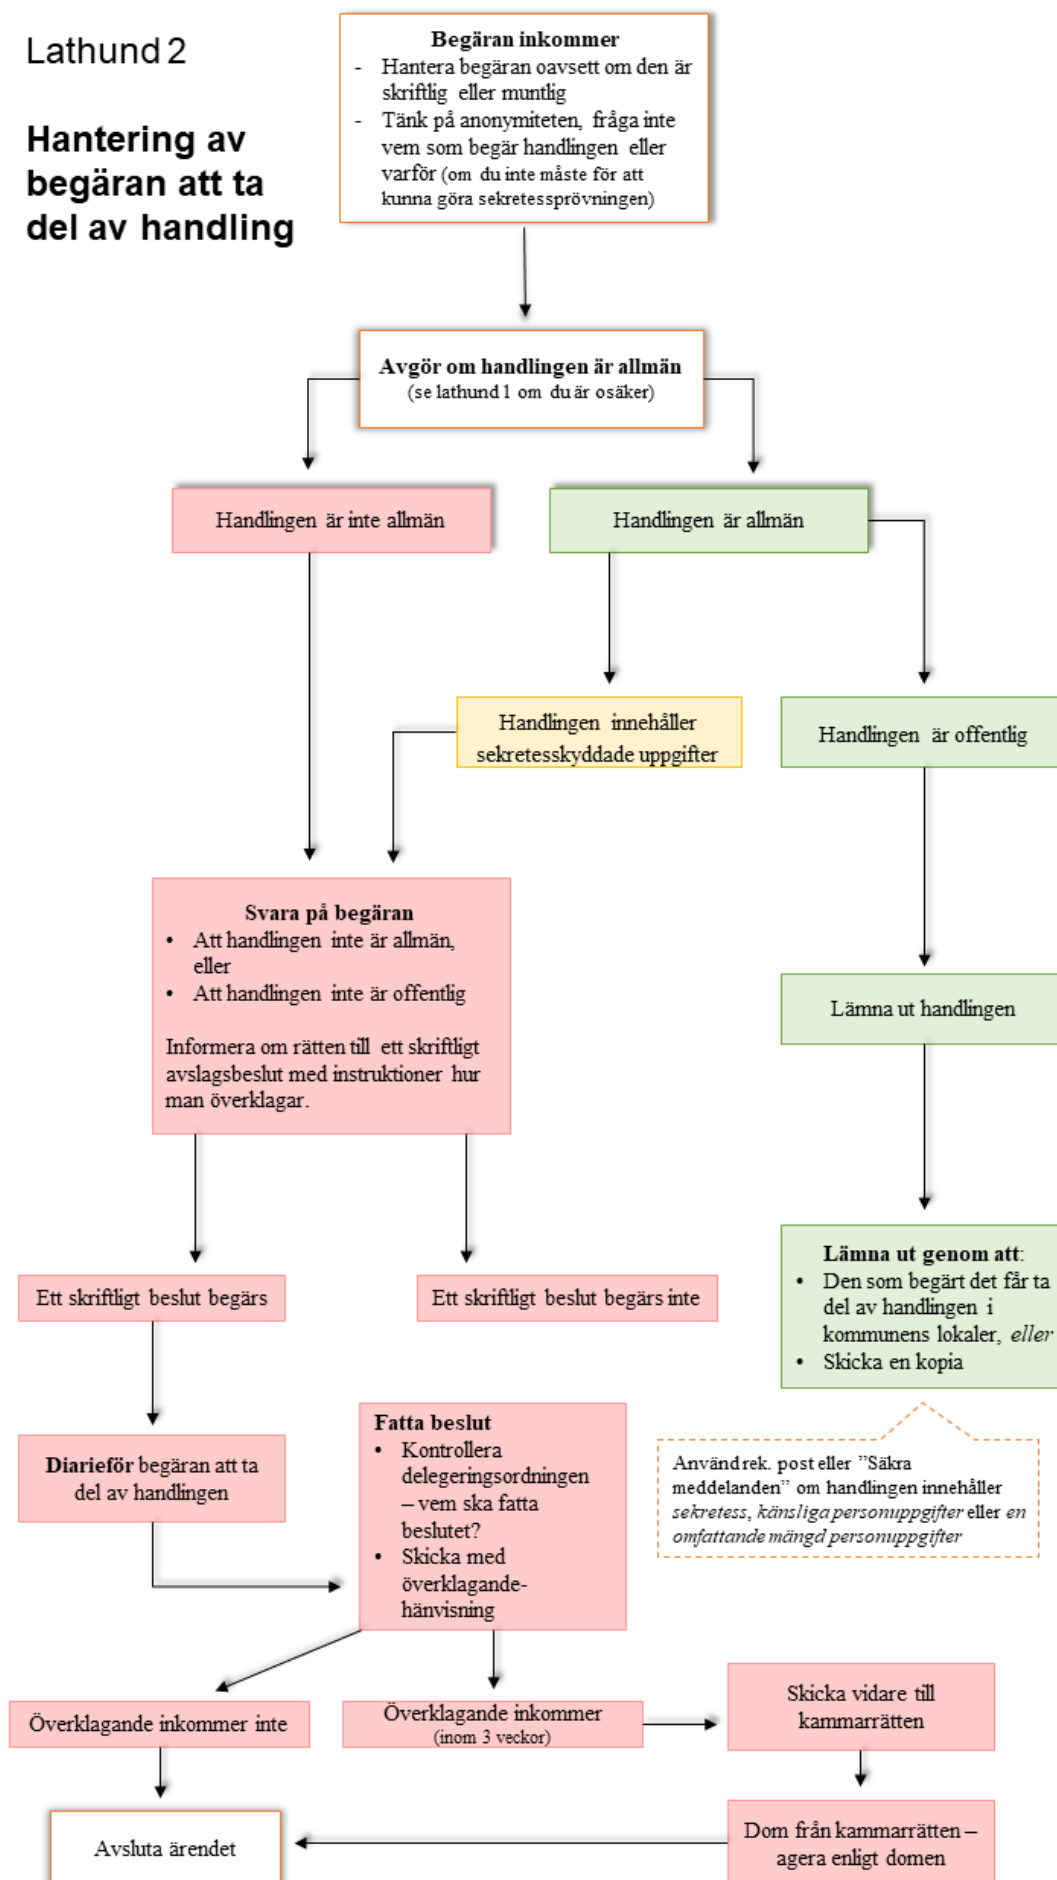 Lathund 2
Hantering av
begäran att ta
del av handling
Begäran inkommer
- Hantera begäran oavsett om den är
skriftlig eller muntlig
- Tänk på anonymiteten, fråga inte
vem som begär handlingen eller
varför (om du inte måste för att
kunna göra sekretessprövningen)
Avgör om handlingen är allmän
(se lathund 1 om du är osäker)
Handlingen är inte allmän
Handlingen är allmän
Handlingen innehåller
sekretesskyddade uppgifter
Handlingen är offentlig
Svara på begäran
• Att handlingen inte är allmän,
eller
• Att handlingen inte är offentlig
Informera om rätten till ett skriftligt
avslagsbeslut med instruktioner hur
man överklagar.
Lämna ut handlingen
Lämna ut genom att:
• Den som begärt det får ta
del av handlingen i
kommunens lokaler, eller
• Skicka en kopia
Ett skriftligt beslut begärs
Ett skriftligt beslut begärs inte
Diarieför begäran att ta
del av handlingen
Fatta beslut
• Kontrollera
delegeringsordningen
– vem ska fatta
beslutet?
• Skicka med
överklagande-
hänvisning
Använd rek. post eller ”Säkra
meddelanden” om handlingen innehåller
sekretess, känsliga personuppgifter eller en
omfattande mängd personuppgifter
Överklagande inkommer inte
Överklagande inkommer
(inom 3 veckor)
Skicka vidare till
kammarrätten
Avsluta ärendet
Dom från kammarrätten –
agera enligt domen